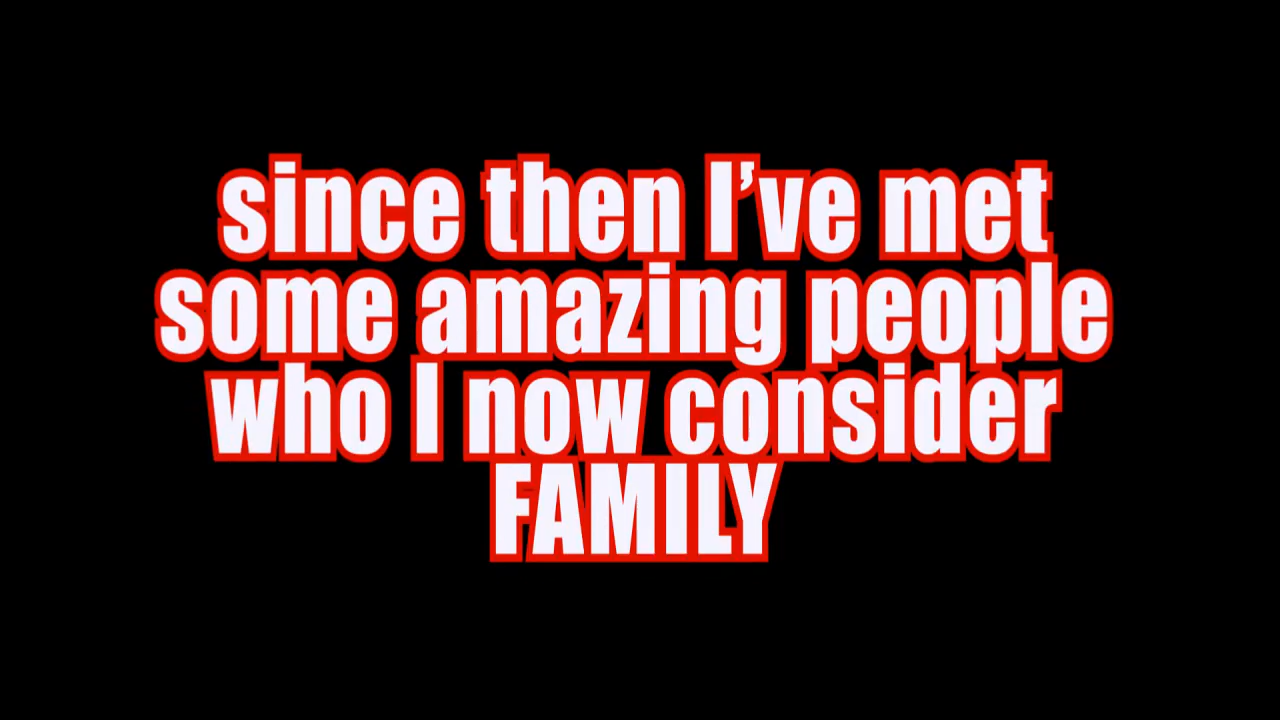 since then I’ve met
some amazing people
who I now consider
FAMILY